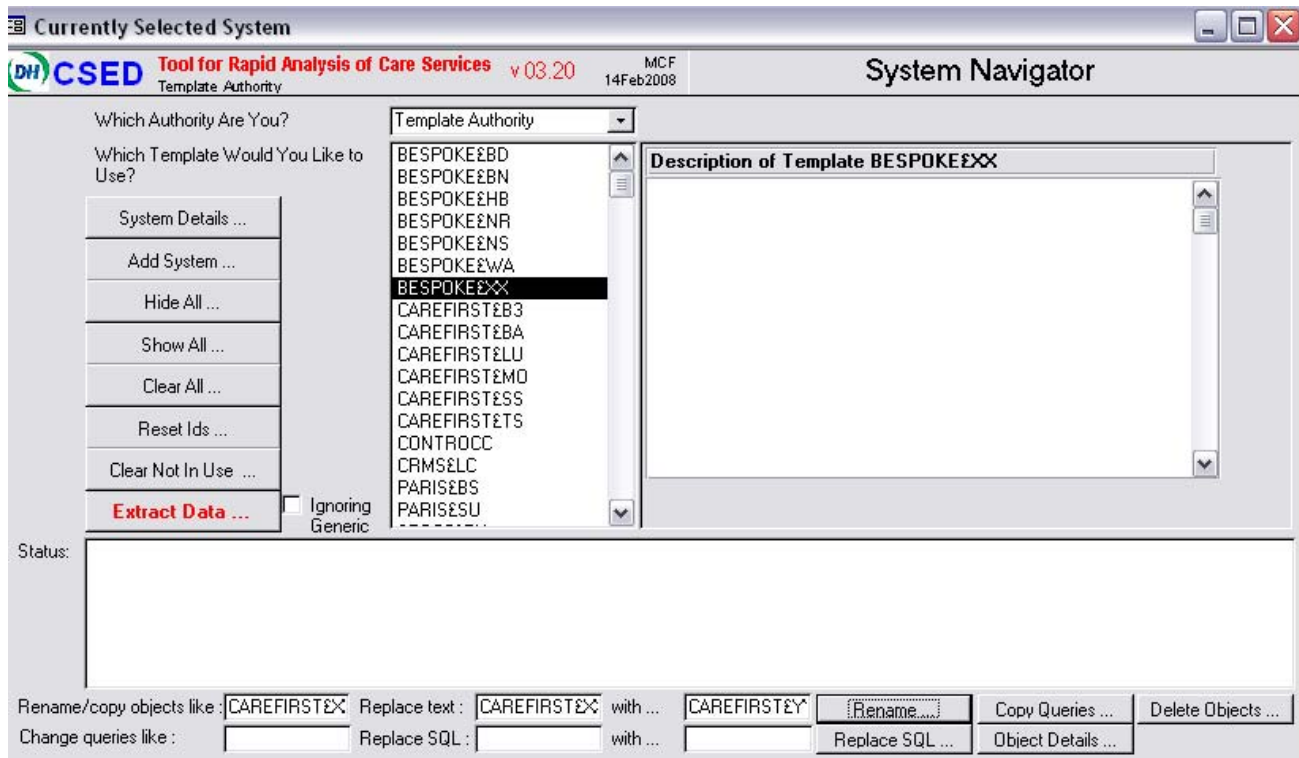 Currently Selected System
DH CSED Tool for Rapid Analysis of Care Services v 03.20 MCF 14Feb2008 System Navigator
Template Authority
Which Authority Are You? Template Authority
Which Template Would You Like to Use?
BESPOKE£BD
BESPOKE£BN
BESPOKE£HB
BESPOKE£NR
BESPOKE£NS
BESPOKE£WA
BESPOKE£XX
CAREFIRST£B3
CAREFIRST£BA
CAREFIRST£LU
CAREFIRST£MO
CAREFIRST£SS
CAREFIRST£TS
CONTROCC
CRMS£LC
PARIS£BS
PARIS£SU
Description of Template BESPOKE£XX
System Details ...
Add System ...
Hide All ...
Show All ...
Clear All ...
Reset Ids ...
Clear Not In Use ...
Extract Data ... Ignoring Generic
Status:
Rename/copy objects like : CAREFIRST£X Replace text : CAREFIRST£X with ... CAREFIRST£Y Rename.... Copy Queries ... Delete Objects ...
Change queries like : Replace SQL : with ... Replace SQL ... Object Details ...